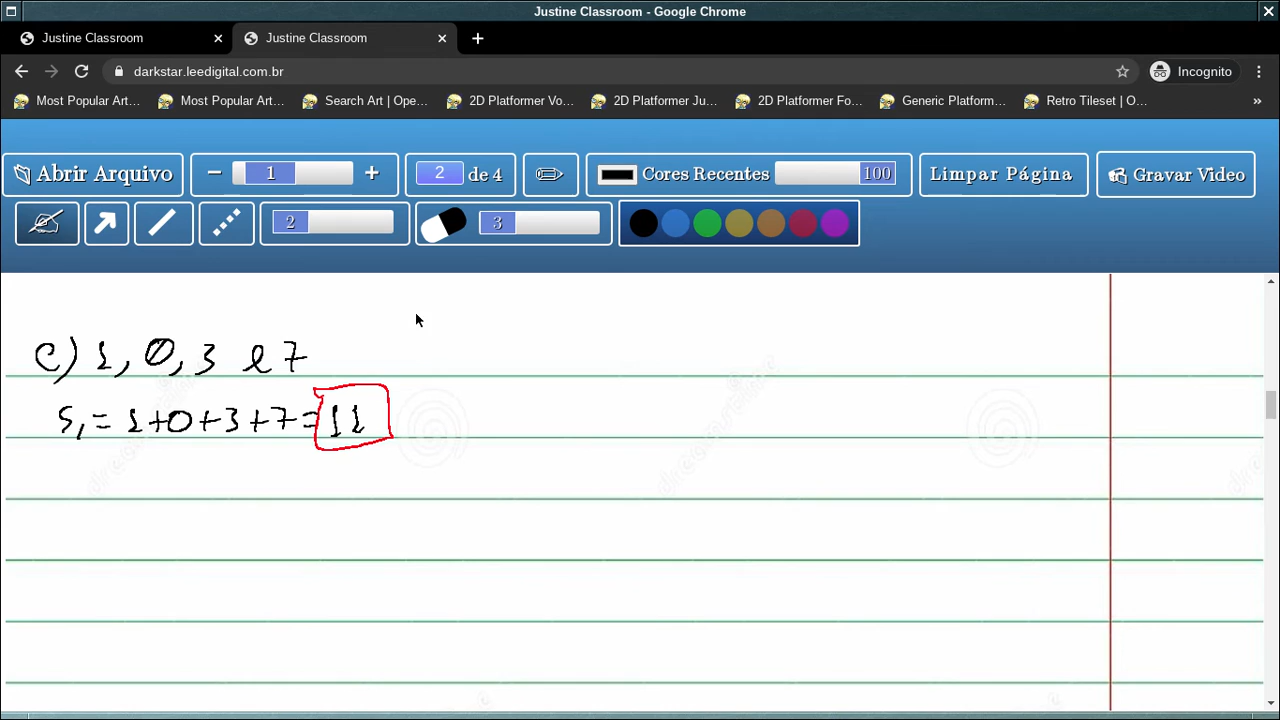 Justine Classroom - Google Chrome
Justine Classroom
Justine Classroom
darkstar.leedigital.com.br
Incognito
Most Popular Art...
Most Popular Art...
Search Art | Ope...
2D Platformer Vo...
2D Platformer Ju...
2D Platformer Fo...
Generic Platform...
Retro Tileset | O...
»
Abrir Arquivo
− 1 +
2 de 4
Cores Recentes 100
Limpar Página
Gravar Video
2
3
C) 1, 0, 3 e 7
S₁ = 1+0+3+7= 11
dreamstime
dreamstime